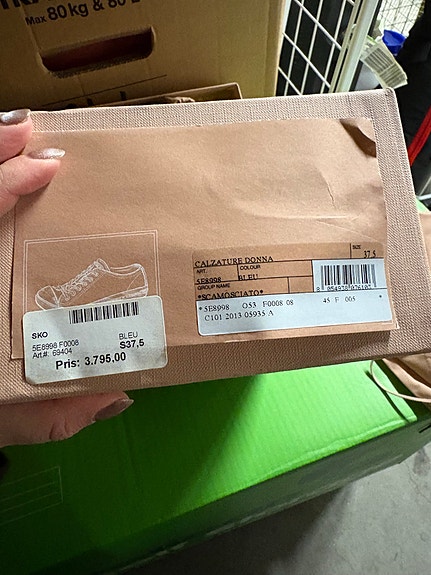 Max 80 kg & 80
CALZATURE DONNA
SIZE
37.5
ART.
COLOUR
5E8998
BLEU
GROUP NAME
*SCAMOSCIATO*
*5E8998 O53 F0008 08 45 F 005 *
C101 2013 05935 A
SKO
5E8998 F0008
BLEU
Art.#: 69404
S37,5
Pris: 3.795,00